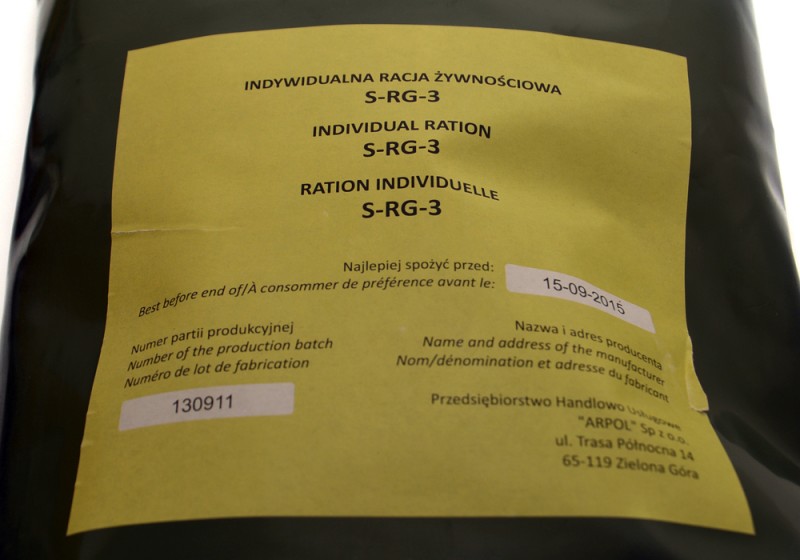 INDYWIDUALNA RACJA ŻYWNOŚCIOWA
S-RG-3
INDIVIDUAL RATION
S-RG-3
RATION INDIVIDUELLE
S-RG-3
Najlepiej spożyć przed:
Best before end of/À consommer de préférence avant le:
15-09-2015
Numer partii produkcyjnej
Number of the production batch
Numéro de lot de fabrication
130911
Nazwa i adres producenta
Name and address of the manufacturer
Nom/dénomination et adresse du fabricant
Przedsiębiorstwo Handlowo Usługowe
"ARPOL" Sp z o.o.
ul. Trasa Północna 14
65-119 Zielona Góra